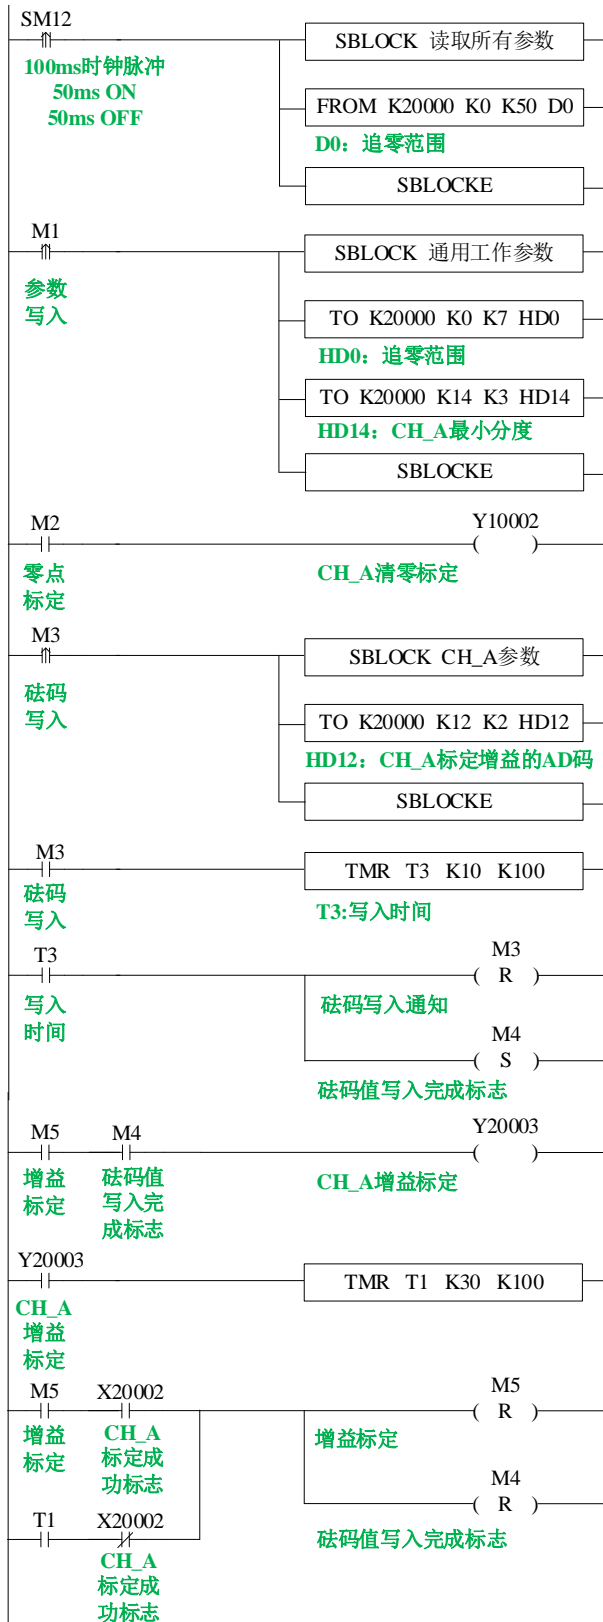 SM12
SBLOCK 读取所有参数
100ms时钟脉冲
50ms ON
50ms OFF
FROM K20000 K0 K50 D0
D0：追零范围
SBLOCKE
M1
SBLOCK 通用工作参数
参数
写入
TO K20000 K0 K7 HD0
HD0：追零范围
TO K20000 K14 K3 HD14
HD14：CH_A最小分度
SBLOCKE
M2
Y10002
( )
零点
标定
CH_A清零标定
M3
SBLOCK CH_A参数
砝码
写入
TO K20000 K12 K2 HD12
HD12：CH_A标定增益的AD码
SBLOCKE
M3
TMR T3 K10 K100
砝码
写入
T3:写入时间
T3
M3
( R )
写入
时间
砝码写入通知
M4
( S )
砝码值写入完成标志
M5
M4
Y20003
( )
增益
标定
砝码值
写入完
成标志
CH_A增益标定
Y20003
TMR T1 K30 K100
CH_A
增益
标定
M5
X20002
M5
( R )
增益
标定
CH_A
标定成
功标志
增益标定
M4
( R )
T1
X20002
砝码值写入完成标志
CH_A
标定成
功标志